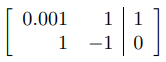 0.001 1 | 1
1 −1 | 0